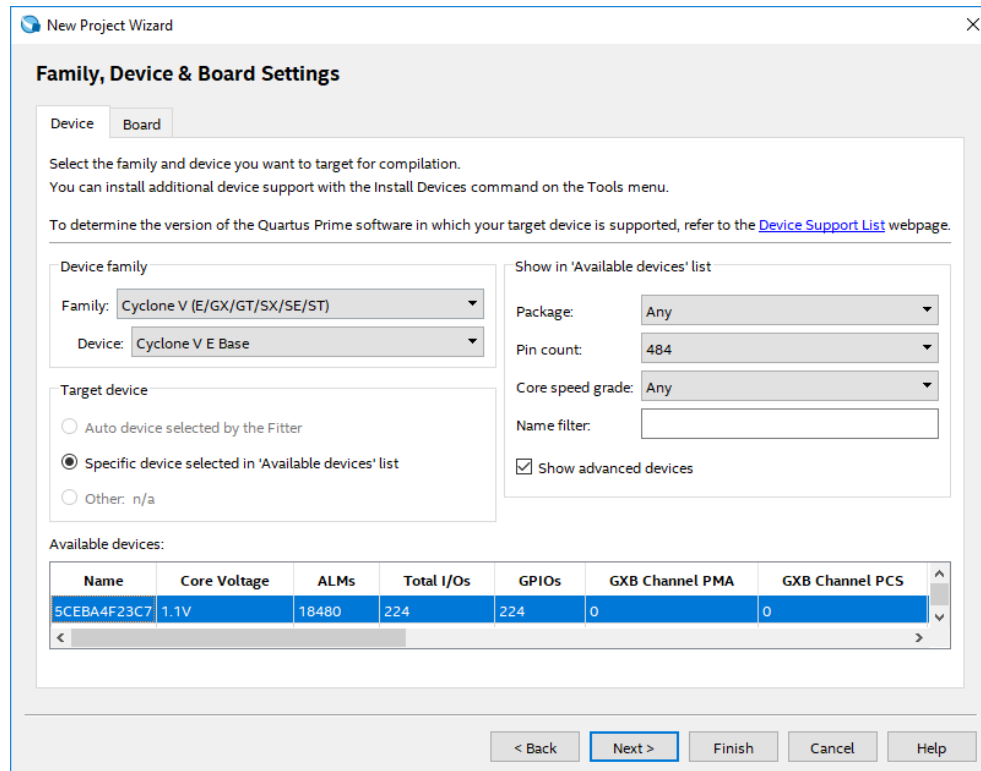 New Project Wizard
Family, Device & Board Settings
Device Board
Select the family and device you want to target for compilation.
You can install additional device support with the Install Devices command on the Tools menu.
To determine the version of the Quartus Prime software in which your target device is supported, refer to the Device Support List webpage.
Device family
Family: Cyclone V (E/GX/GT/SX/SE/ST)
Device: Cyclone V E Base
Target device
Auto device selected by the Fitter
Specific device selected in 'Available devices' list
Other: n/a
Show in 'Available devices' list
Package: Any
Pin count: 484
Core speed grade: Any
Name filter:
Show advanced devices
Available devices:
Name Core Voltage ALMs Total I/Os GPIOs GXB Channel PMA GXB Channel PCS
5CEBA4F23C7 1.1V 18480 224 224 0 0
< Back Next > Finish Cancel Help